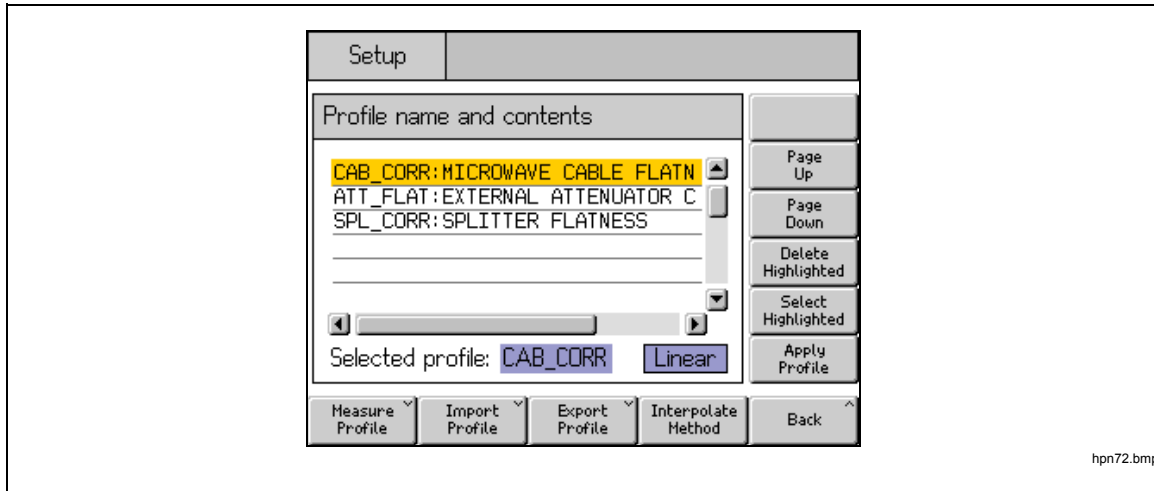 Setup
Profile name and contents
CAB_CORR:MICROWAVE CABLE FLATN
ATT_FLAT:EXTERNAL ATTENUATOR C
SPL_CORR:SPLITTER FLATNESS
Selected profile: CAB_CORR Linear
Page
Up
Page
Down
Delete
Highlighted
Select
Highlighted
Apply
Profile
Measure
Profile
Import
Profile
Export
Profile
Interpolate
Method
Back
hpn72.bmp